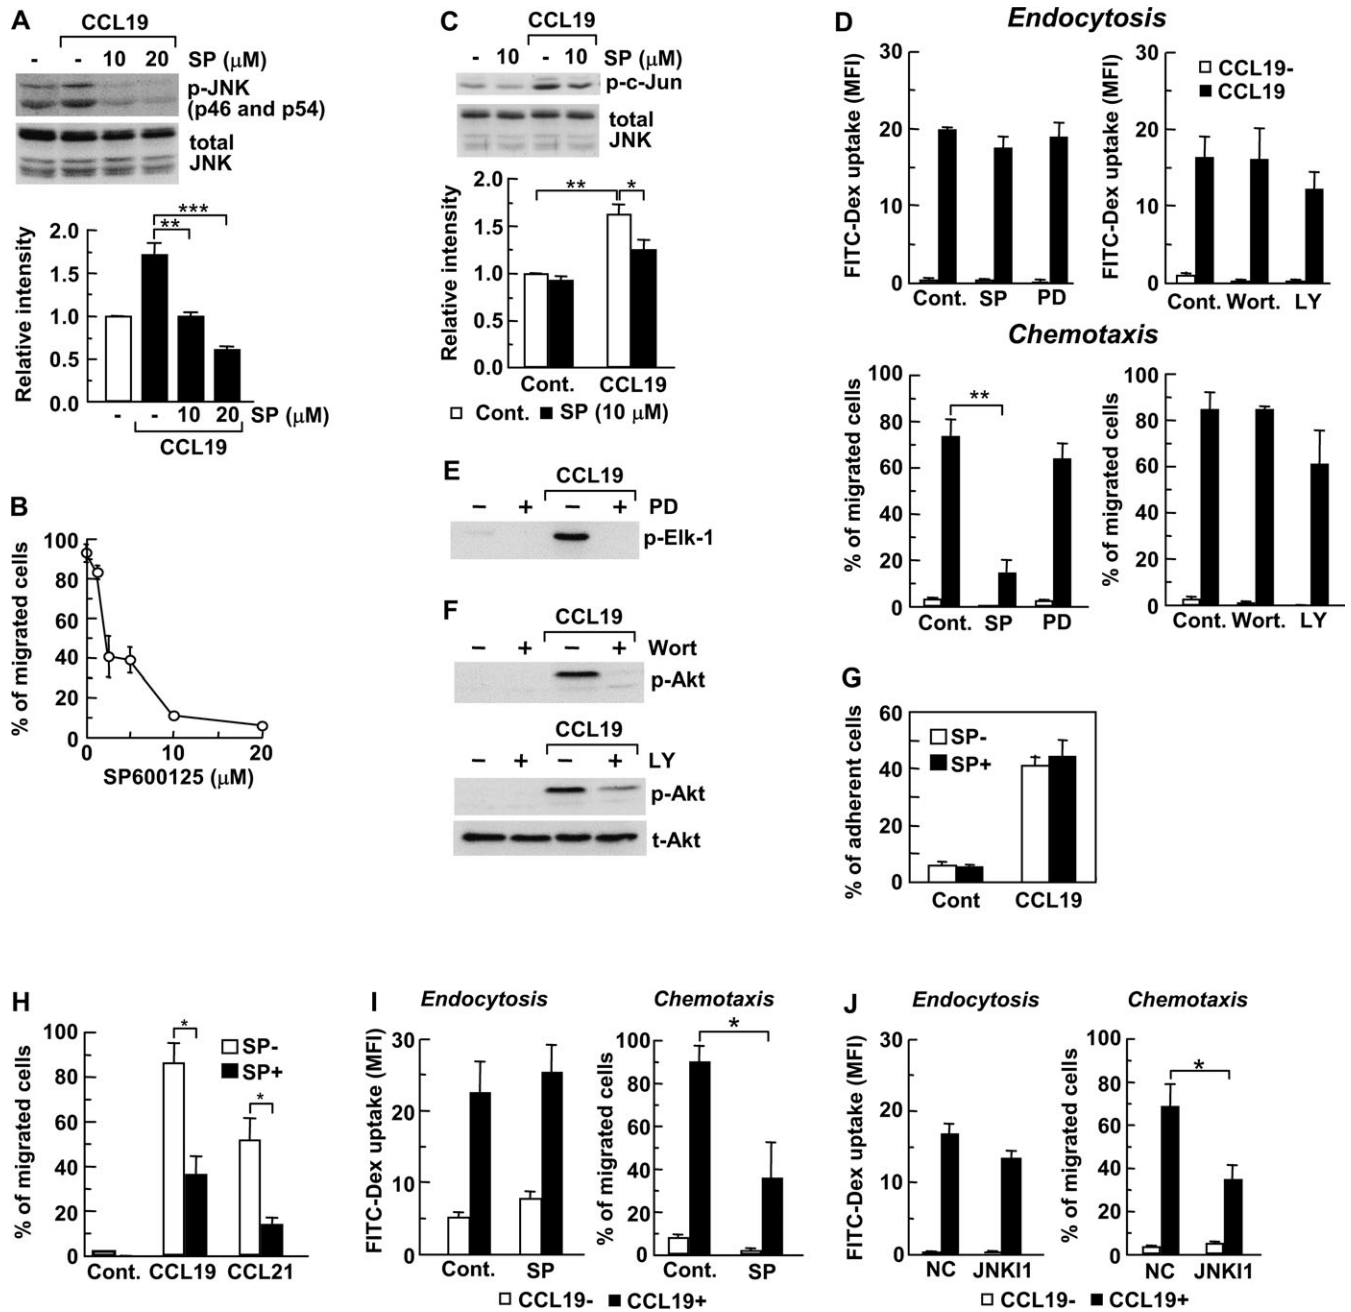 A
CCL19
- - 10 20 SP (μM)
p-JNK
(p46 and p54)
total
JNK
Relative intensity
2.0
1.5
1.0
0.5
0.0
***
**
- - 10 20 SP (μM)
CCL19
B
% of migrated cells
100
80
60
40
20
0
0 10 20
SP600125 (μM)
C
CCL19
- 10 - 10 SP (μM)
p-c-Jun
total
JNK
Relative intensity
2.0
1.5
1.0
0.5
0.0
** *
Cont. CCL19
Cont. SP (10 μM)
D
Endocytosis
FITC-Dex uptake (MFI)
30
20
10
0
Cont. SP PD
FITC-Dex uptake (MFI)
30
20
10
0
CCL19-
CCL19
Cont. Wort. LY
Chemotaxis
% of migrated cells
100
80
60
40
20
0
**
Cont. SP PD
% of migrated cells
100
80
60
40
20
0
Cont. Wort. LY
E
CCL19
– + – + PD
p-Elk-1
F
CCL19
– + – + Wort
p-Akt
CCL19
– + – + LY
p-Akt
t-Akt
G
% of adherent cells
60
40
20
0
SP-
SP+
Cont CCL19
H
% of migrated cells
100
80
60
40
20
0
* *
SP-
SP+
Cont. CCL19 CCL21
I
Endocytosis
FITC-Dex uptake (MFI)
30
20
10
0
Cont. SP
Chemotaxis
% of migrated cells
100
80
60
40
20
0
*
Cont. SP
CCL19- CCL19+
J
Endocytosis
FITC-Dex uptake (MFI)
30
20
10
0
NC JNKI1
Chemotaxis
% of migrated cells
100
80
60
40
20
0
*
NC JNKI1
CCL19- CCL19+